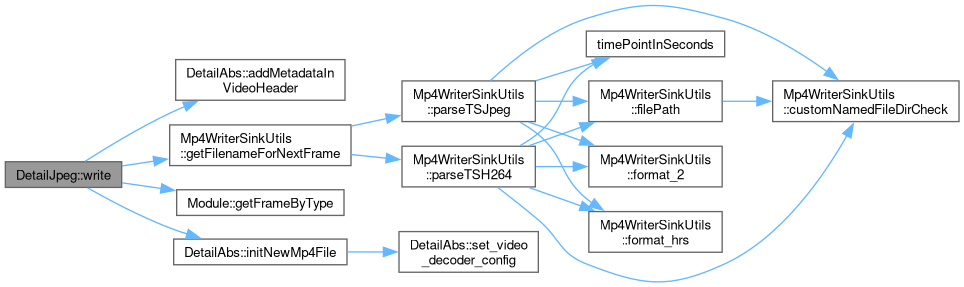 DetailJpeg::write
DetailAbs::addMetadataIn
VideoHeader
Mp4WriterSinkUtils
::getFilenameForNextFrame
Module::getFrameByType
DetailAbs::initNewMp4File
Mp4WriterSinkUtils
::parseTSJpeg
Mp4WriterSinkUtils
::parseTSH264
DetailAbs::set_video
_decoder_config
timePointInSeconds
Mp4WriterSinkUtils
::filePath
Mp4WriterSinkUtils
::format_2
Mp4WriterSinkUtils
::format_hrs
Mp4WriterSinkUtils
::customNamedFileDirCheck